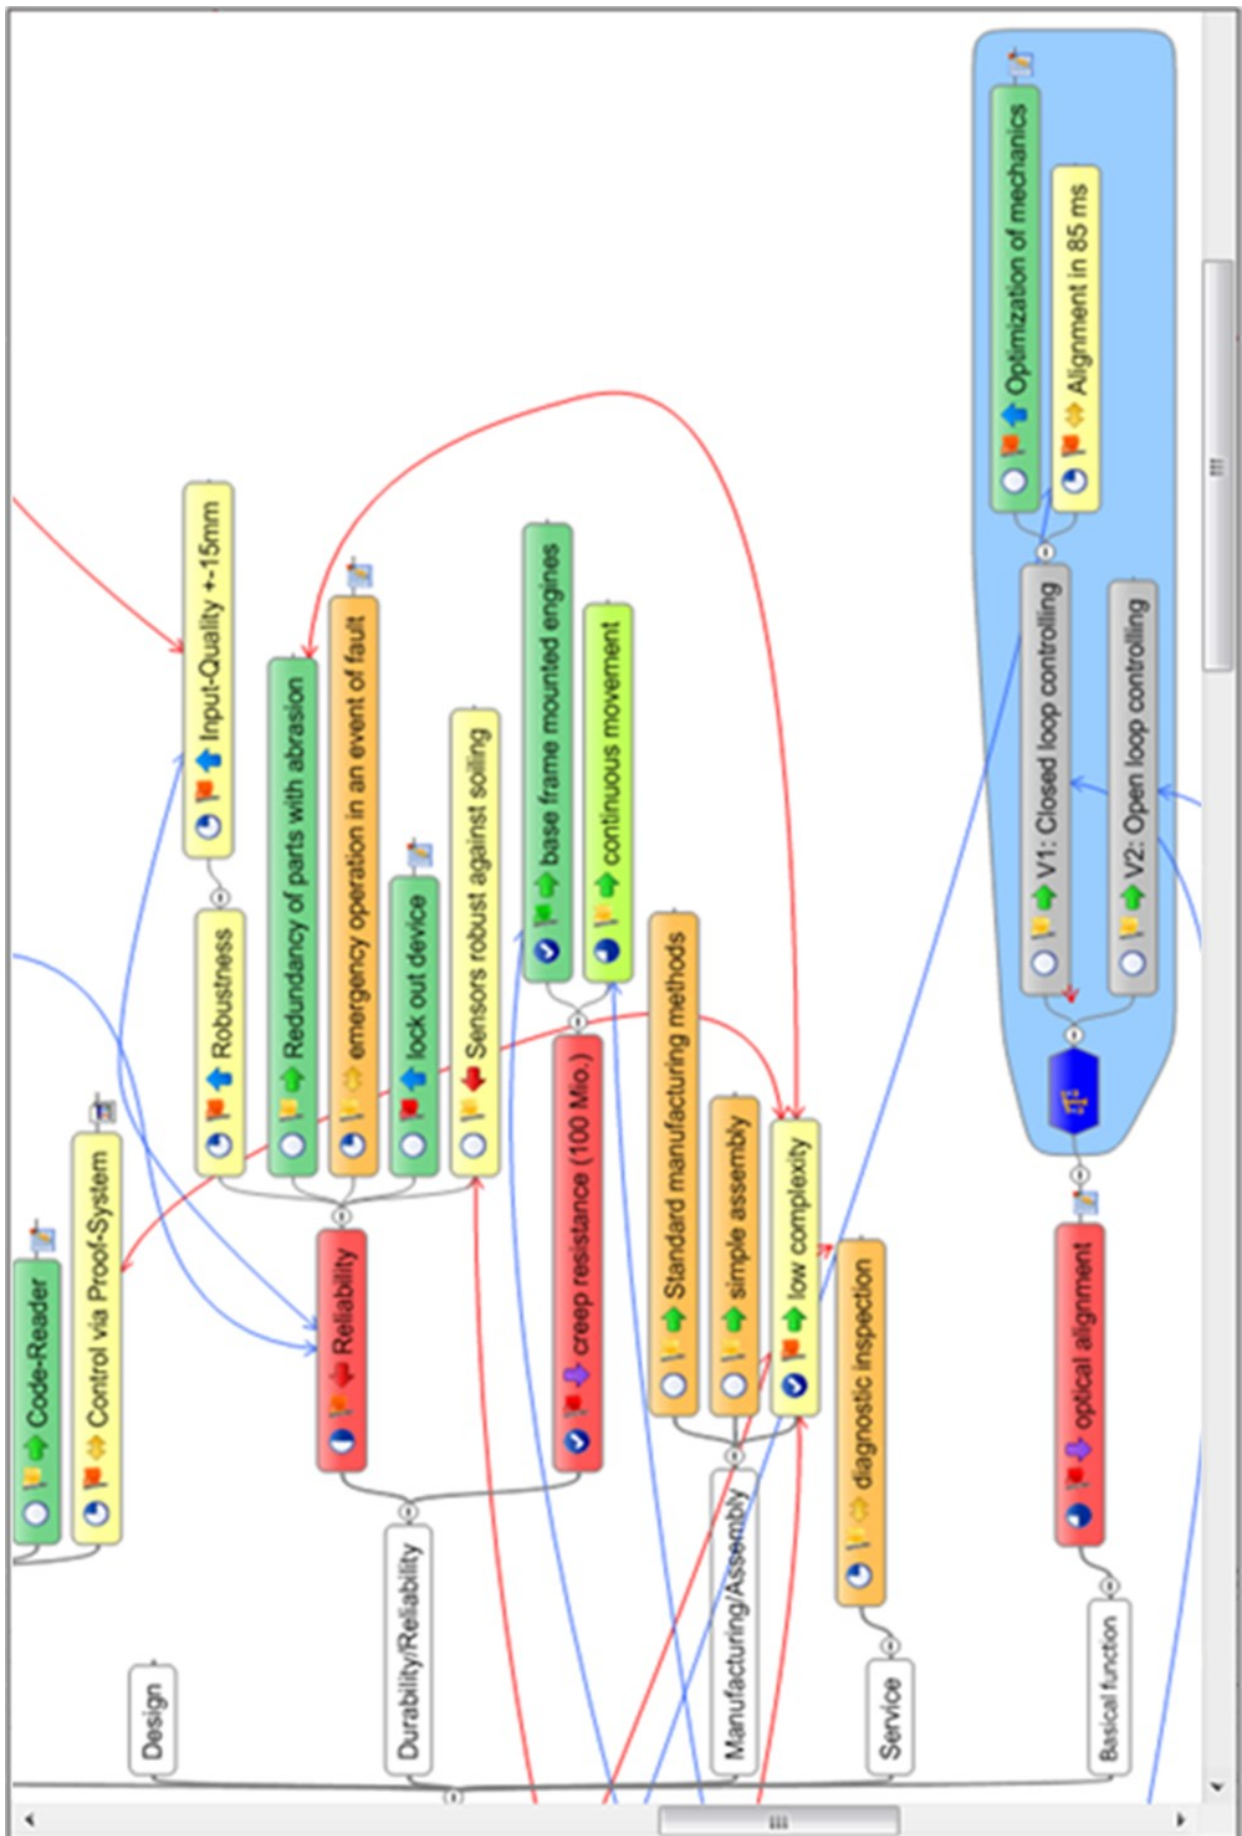 Code-Reader
Control via Proof-System
Design
Durability/Reliability
Reliability
Robustness
Input-Quality +-15mm
Redundancy of parts with abrasion
emergency operation in an event of fault
lock out device
Sensors robust against soiling
creep resistance (100 Mio.)
base frame mounted engines
continuous movement
Manufacturing/Assembly
Standard manufacturing methods
simple assembly
low complexity
Service
diagnostic inspection
Basical function
optical alignment
V1: Closed loop controlling
Optimization of mechanics
Alignment in 85 ms
V2: Open loop controlling